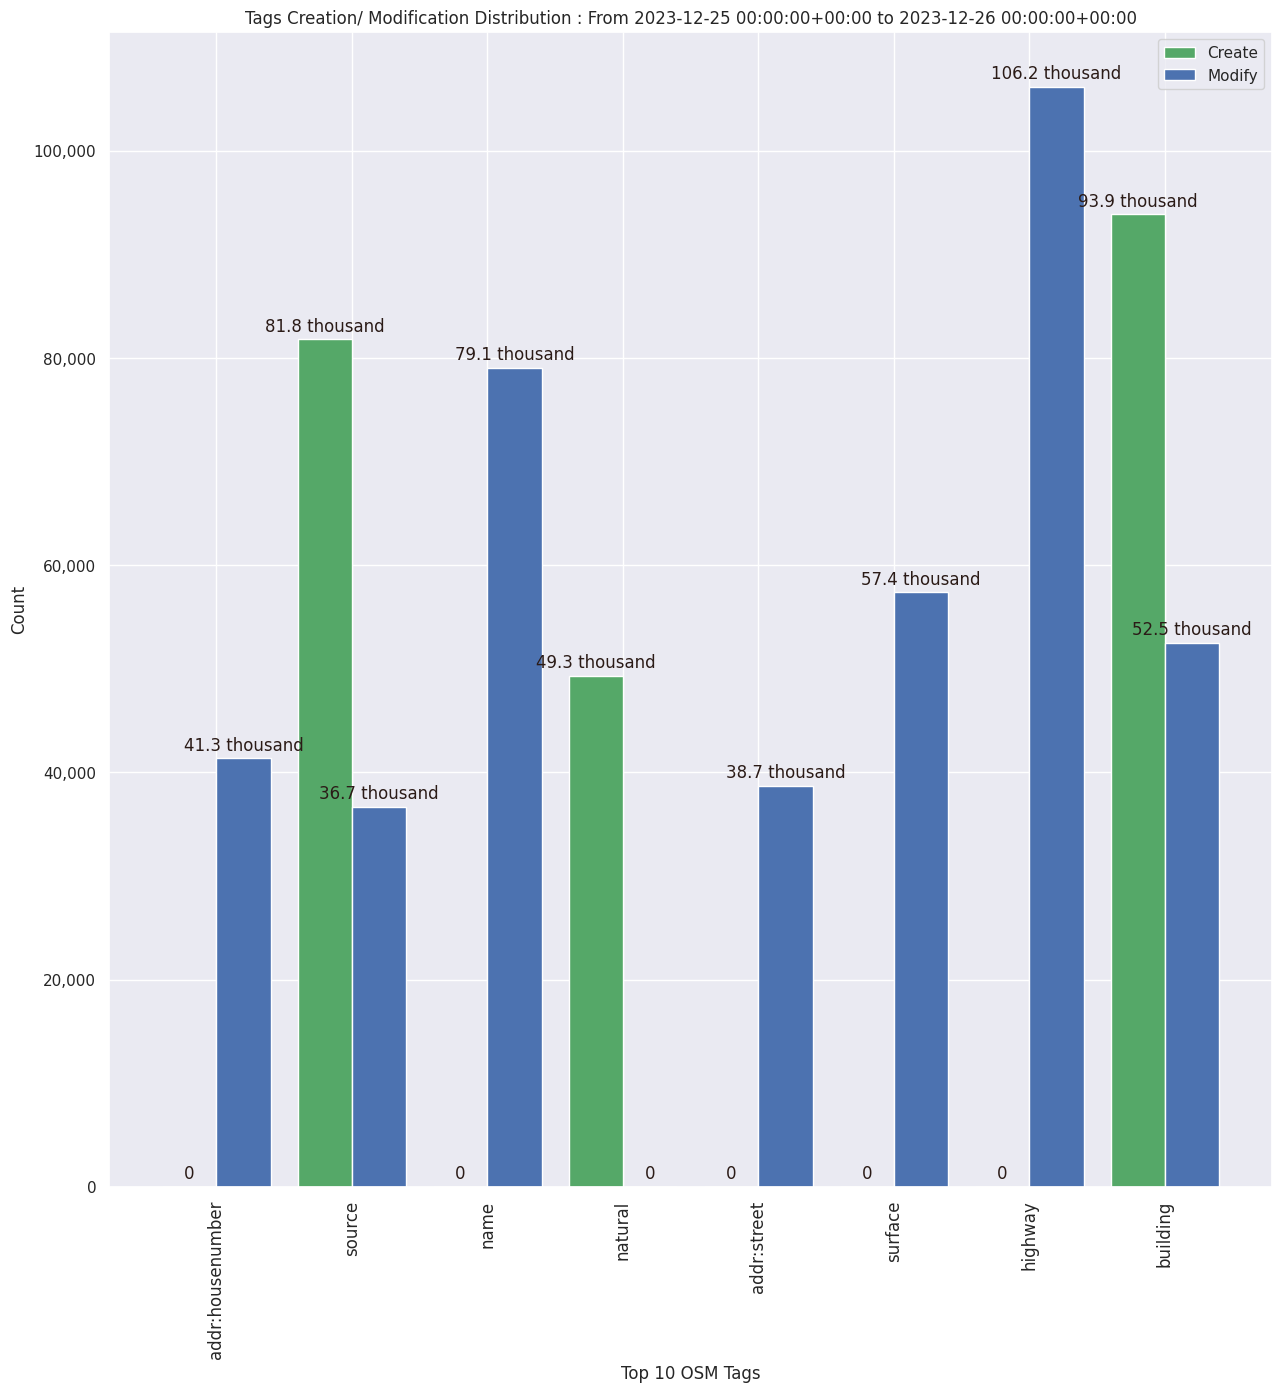 Tags Creation/ Modification Distribution : From 2023-12-25 00:00:00+00:00 to 2023-12-26 00:00:00+00:00
Create
Modify
106.2 thousand
93.9 thousand
81.8 thousand
79.1 thousand
57.4 thousand
52.5 thousand
49.3 thousand
41.3 thousand
38.7 thousand
36.7 thousand
0
0
0
0
0
0
100,000
80,000
60,000
40,000
20,000
0
Count
addr:housenumber
source
name
natural
addr:street
surface
highway
building
Top 10 OSM Tags